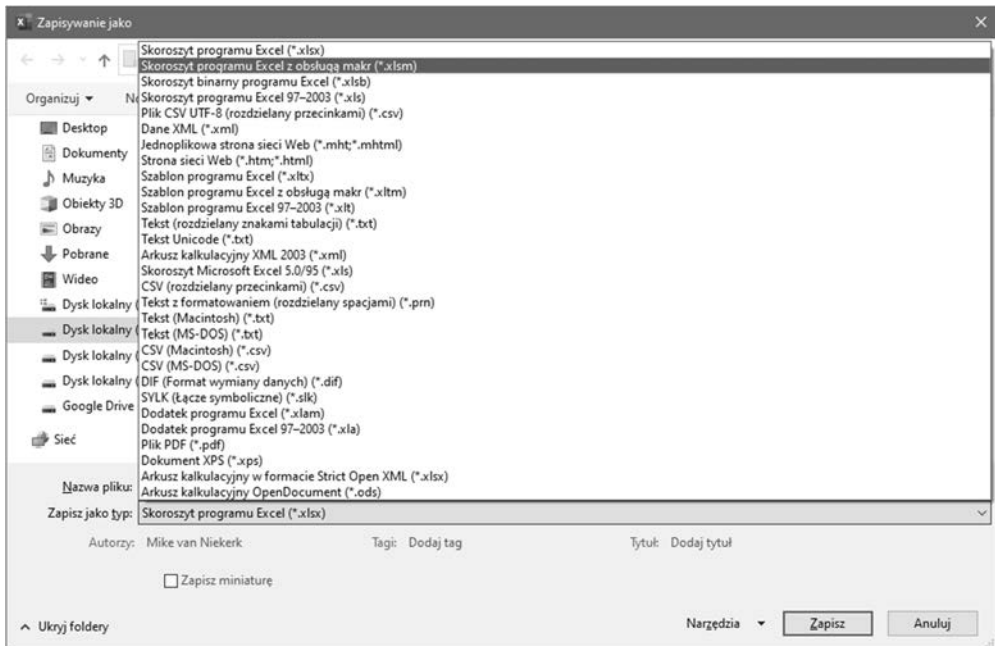 Zapisywanie jako
Organizuj
Desktop
Dokumenty
Muzyka
Obiekty 3D
Obrazy
Pobrane
Wideo
Dysk lokalny (
Dysk lokalny (
Dysk lokalny (
Dysk lokalny (
Google Drive
Sieć
Skoroszyt programu Excel (*.xlsx)
Skoroszyt programu Excel z obsługą makr (*.xlsm)
Skoroszyt binarny programu Excel (*.xlsb)
Skoroszyt programu Excel 97–2003 (*.xls)
Plik CSV UTF-8 (rozdzielany przecinkami) (*.csv)
Dane XML (*.xml)
Jednoplikowa strona sieci Web (*.mht;*.mhtml)
Strona sieci Web (*.htm;*.html)
Szablon programu Excel (*.xltx)
Szablon programu Excel z obsługą makr (*.xltm)
Szablon programu Excel 97–2003 (*.xlt)
Tekst (rozdzielany znakami tabulacji) (*.txt)
Tekst Unicode (*.txt)
Arkusz kalkulacyjny XML 2003 (*.xml)
Skoroszyt Microsoft Excel 5.0/95 (*.xls)
CSV (rozdzielany przecinkami) (*.csv)
Tekst z formatowaniem (rozdzielany spacjami) (*.prn)
Tekst (Macintosh) (*.txt)
Tekst (MS-DOS) (*.txt)
CSV (Macintosh) (*.csv)
CSV (MS-DOS) (*.csv)
DIF (Format wymiany danych) (*.dif)
SYLK (Łącze symboliczne) (*.slk)
Dodatek programu Excel (*.xlam)
Dodatek programu Excel 97–2003 (*.xla)
Plik PDF (*.pdf)
Dokument XPS (*.xps)
Arkusz kalkulacyjny w formacie Strict Open XML (*.xlsx)
Arkusz kalkulacyjny OpenDocument (*.ods)
Nazwa pliku:
Zapisz jako typ: Skoroszyt programu Excel (*.xlsx)
Autorzy: Mike van Niekerk Tagi: Dodaj tag Tytuł: Dodaj tytuł
Zapisz miniaturę
Ukryj foldery Narzędzia Zapisz Anuluj